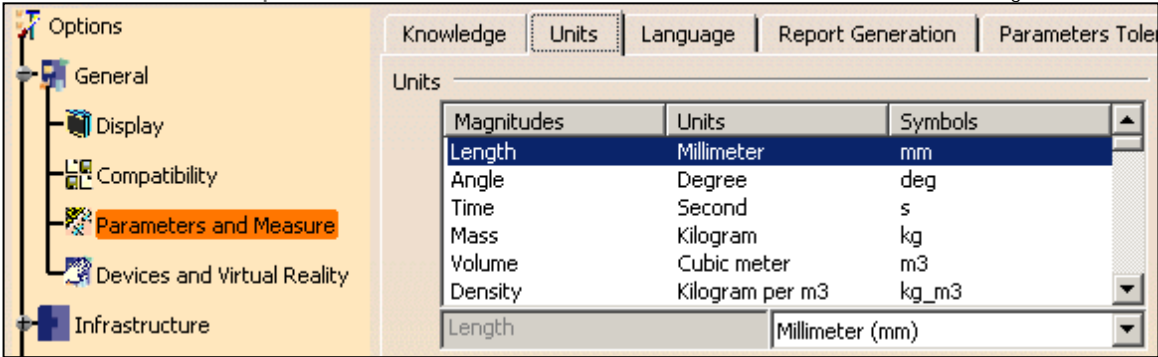 Options
General
Display
Compatibility
Parameters and Measure
Devices and Virtual Reality
Infrastructure
Knowledge Units Language Report Generation Parameters Toler
Units
Magnitudes Units Symbols
Length Millimeter mm
Angle Degree deg
Time Second s
Mass Kilogram kg
Volume Cubic meter m3
Density Kilogram per m3 kg_m3
Length Millimeter (mm)